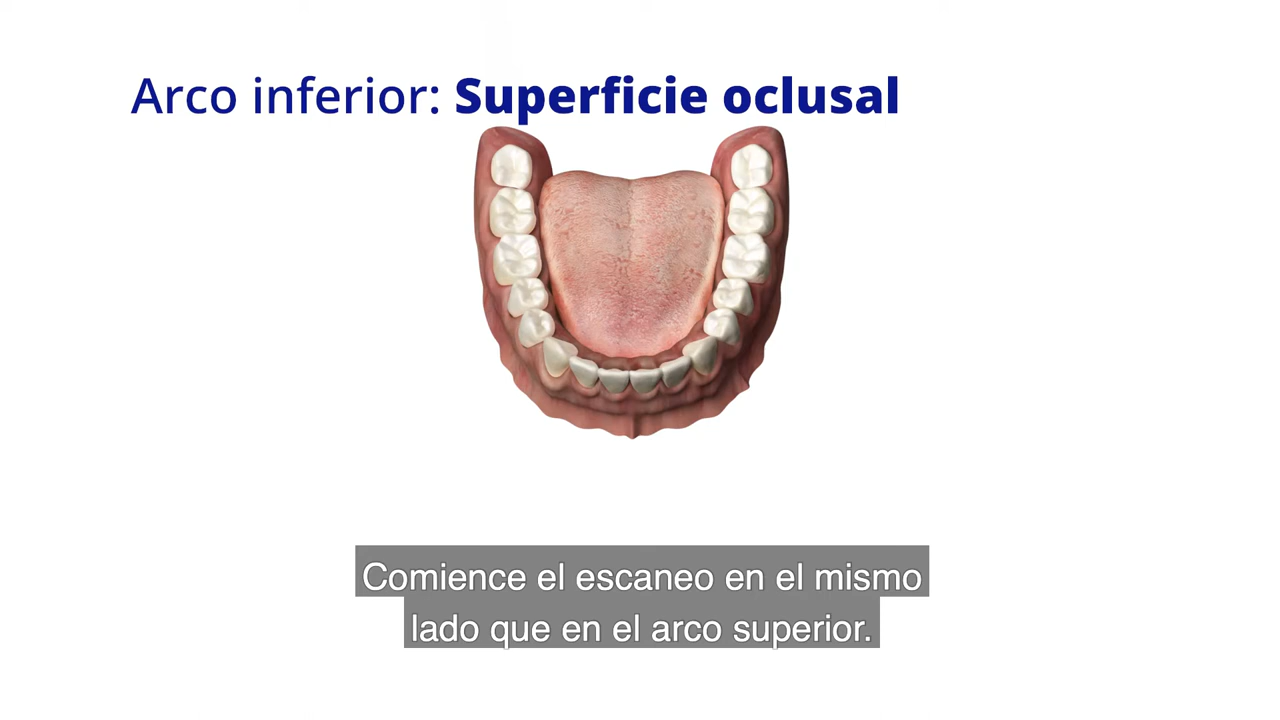 Arco inferior: Superficie oclusal
Comience el escaneo en el mismo
lado que en el arco superior.